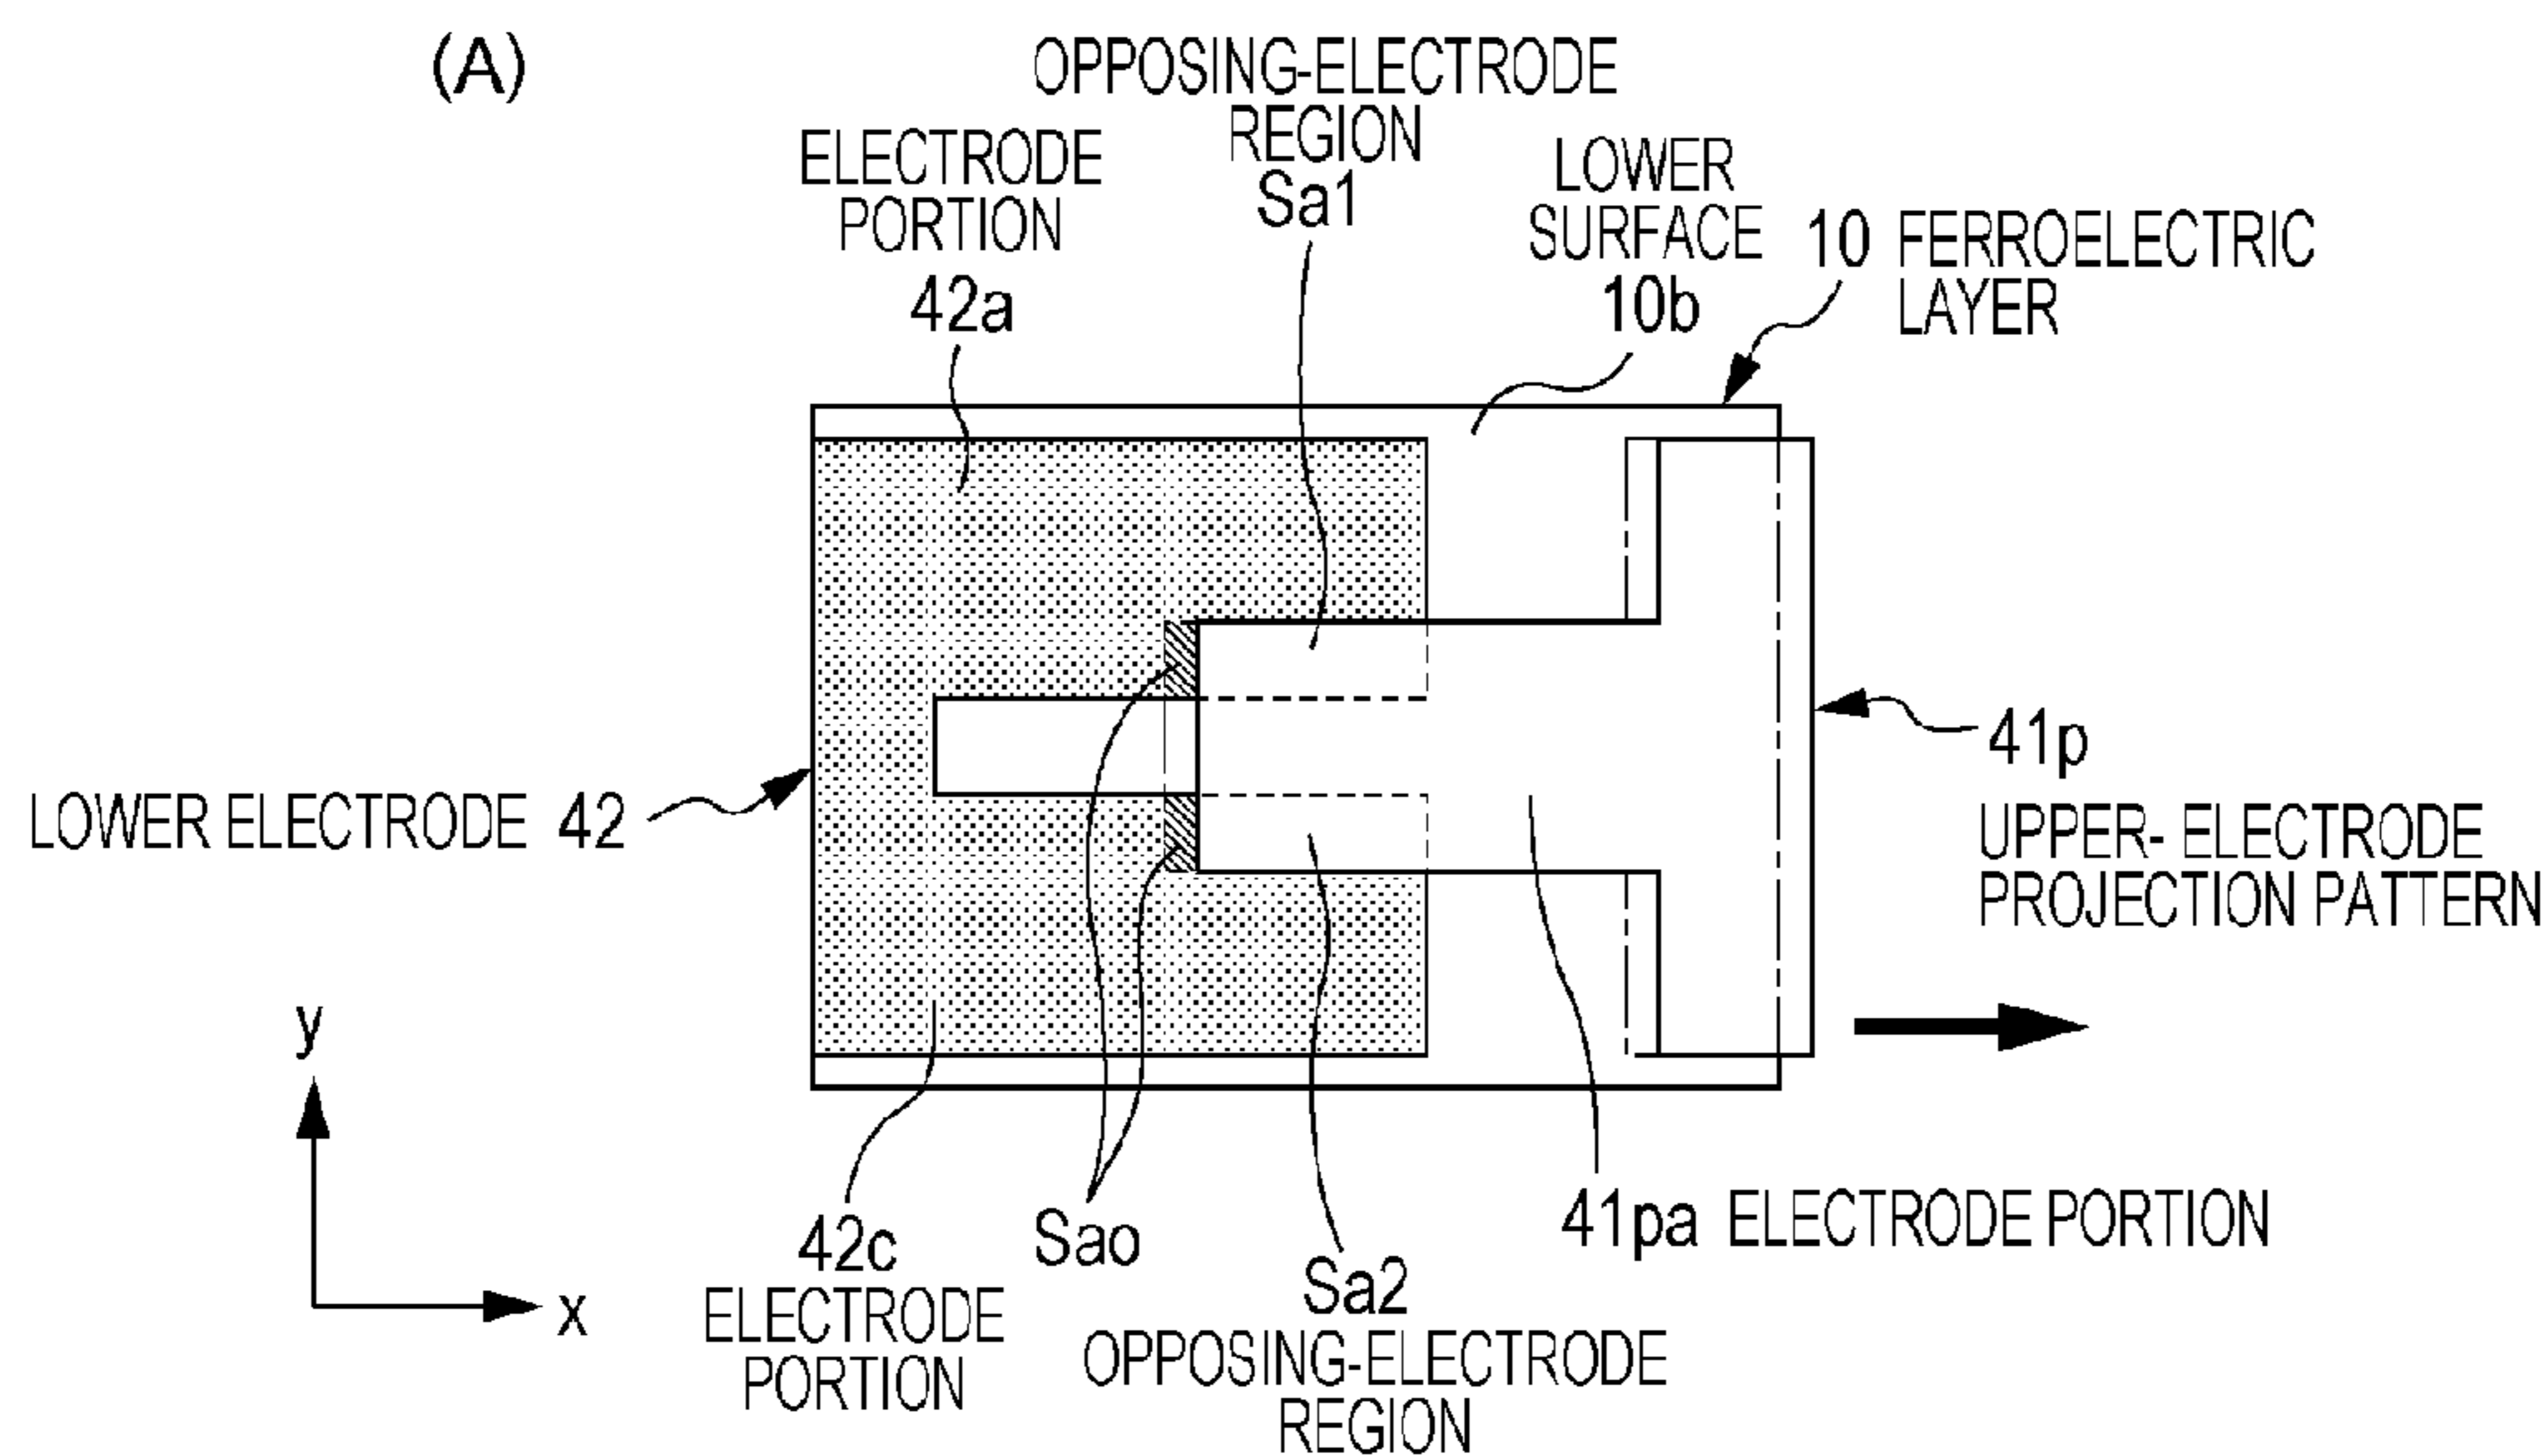 (A)
OPPOSING-ELECTRODE
REGION
Sa1
ELECTRODE
PORTION
42a
LOWER
SURFACE
10b
10 FERROELECTRIC
LAYER
LOWER ELECTRODE 42
41p
UPPER- ELECTRODE
PROJECTION PATTERN
y
x
42c
ELECTRODE
PORTION
Sao
Sa2
OPPOSING-ELECTRODE
REGION
41pa ELECTRODE PORTION